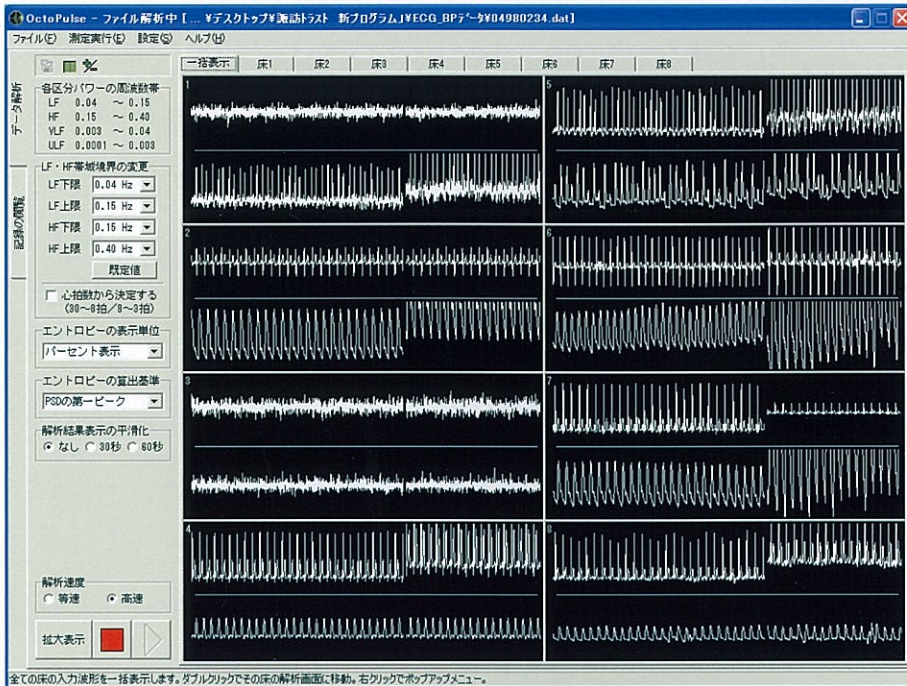 OctoPulse - ファイル解析中 [ ... ¥デスクトップ¥諏訪トラスト 新プログラム」¥ECG_BPデータ¥04980234.dat]
ファイル(F) 測定実行(E) 設定(S) ヘルプ(H)
一括表示 床1 床2 床3 床4 床5 床6 床7 床8
データ解析
記録の閲覧
各区分パワーの周波数帯
LF 0.04 ～ 0.15
HF 0.15 ～ 0.40
VLF 0.003 ～ 0.04
ULF 0.0001 ～ 0.003
LF・HF帯域境界の変更
LF下限 0.04 Hz
LF上限 0.15 Hz
HF下限 0.15 Hz
HF上限 0.40 Hz
既定値
心拍数から決定する
(30～8拍/8～3拍)
エントロピーの表示単位
パーセント表示
エントロピーの算出基準
PSDの第一ピーク
解析結果表示の平滑化
なし 30秒 60秒
解析速度
等速 高速
拡大表示
1
2
3
4
5
6
7
8
全ての床の入力波形を一括表示します。ダブルクリックでその床の解析画面に移動。右クリックでポップアップメニュー。